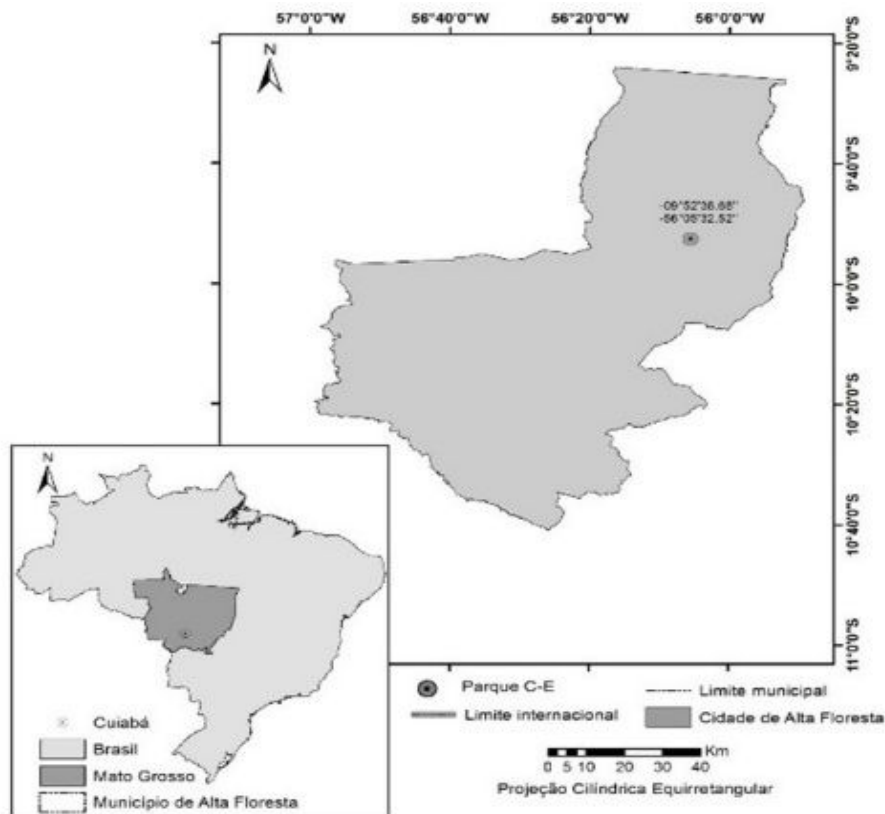 57°0'0"W 56°40'0"W 56°20'0"W 56°0'0"W
N
9°20'0"S
9°40'0"S
-09°52'36.68"
-56°05'32.52"
10°0'0"S
10°20'0"S
10°40'0"S
11°0'0"S
N
Cuiabá
Brasil
Mato Grosso
Município de Alta Floresta
Parque C-E
Limite municipal
Limite internacional
Cidade de Alta Floresta
Km
0 5 10 20 30 40
Projeção Cilíndrica Equirretangular